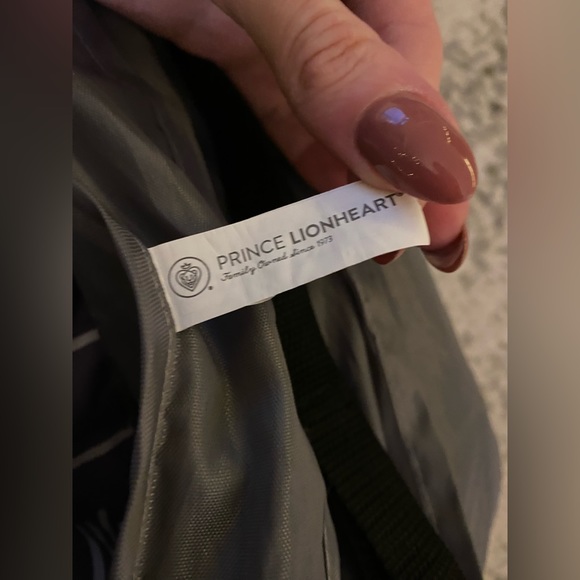 PRINCE LIONHEART®
Family Owned since 1973
®